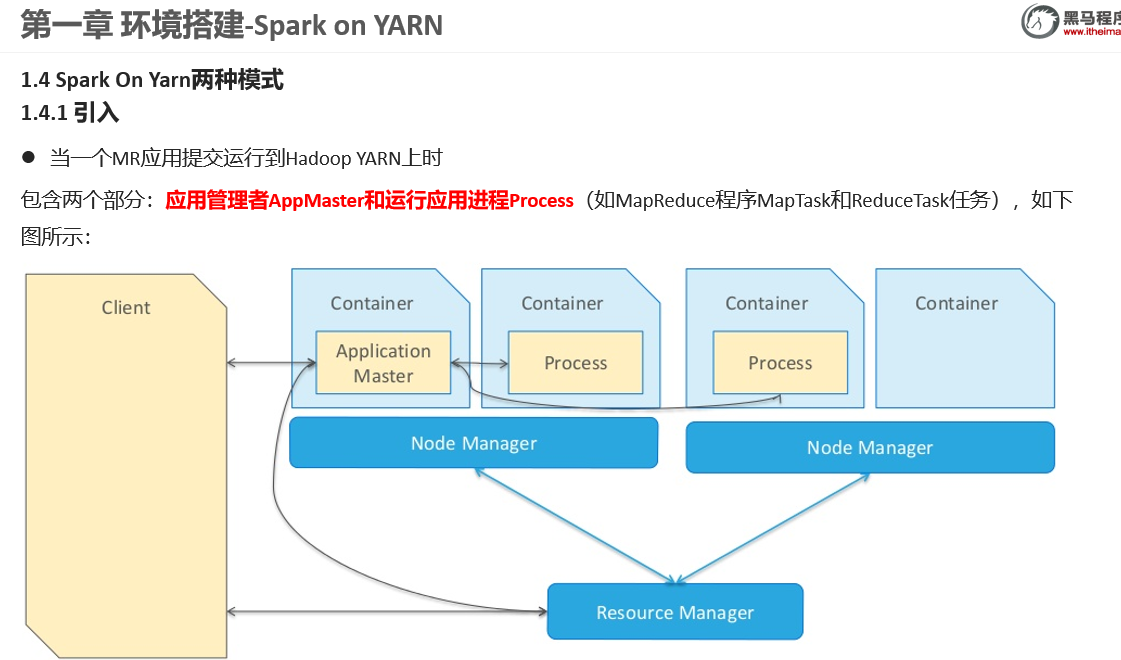 第一章 环境搭建-Spark on YARN
黑马程序
www.itheima
1.4 Spark On Yarn两种模式
1.4.1 引入
● 当一个MR应用提交运行到Hadoop YARN上时
包含两个部分：应用管理者AppMaster和运行应用进程Process（如MapReduce程序MapTask和ReduceTask任务），如下
图所示：
Client
Container
Container
Container
Container
Application
Master
Process
Process
Node Manager
Node Manager
Resource Manager